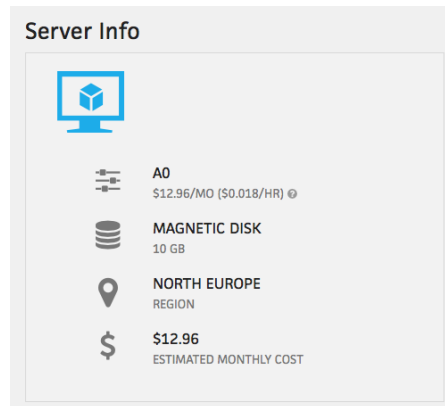 Server Info
A0
$12.96/MO ($0.018/HR) ?
MAGNETIC DISK
10 GB
NORTH EUROPE
REGION
$12.96
ESTIMATED MONTHLY COST